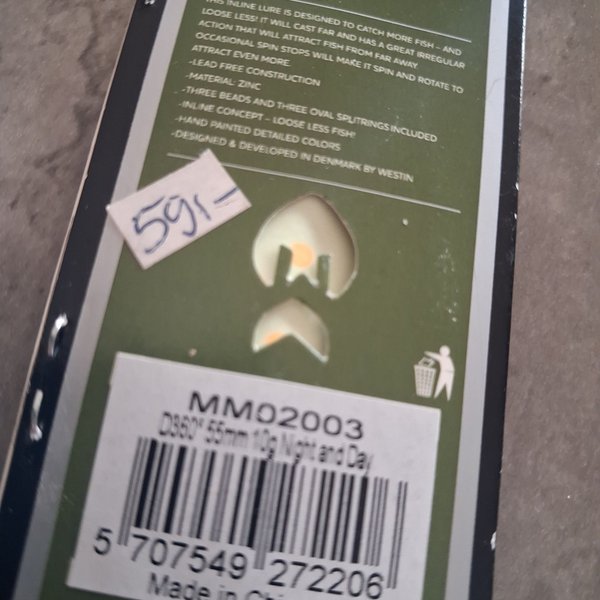 THIS INLINE LURE IS DESIGNED TO CATCH MORE FISH – AND
LOOSE LESS! IT WILL CAST FAR AND HAS A GREAT IRREGULAR
ACTION THAT WILL ATTRACT FISH FROM FAR AWAY.
OCCASIONAL SPIN STOPS WILL MAKE IT SPIN AND ROTATE TO
ATTRACT EVEN MORE.
-LEAD FREE CONSTRUCTION
-MATERIAL: ZINC
-THREE BEADS AND THREE OVAL SPLITRINGS INCLUDED
-INLINE CONCEPT – LOOSE LESS FISH!
-HAND PAINTED DETAILED COLORS
-DESIGNED & DEVELOPED IN DENMARK BY WESTIN
59,-
MM02003
D360° 55mm 10g Night and Day
5 707549 272206
Made in